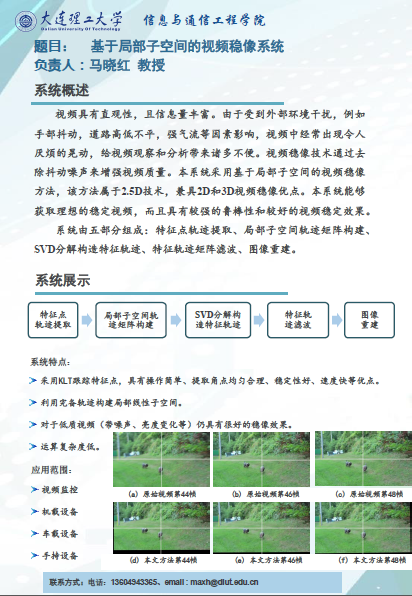 大连理工大学 信息与通信工程学院
Dalian University Of Technology
题目： 基于局部子空间的视频稳像系统
负责人：马晓红 教授
系统概述
视频具有直观性，且信息量丰富。由于受到外部环境干扰，例如
手部抖动，道路高低不平，强气流等因素影响，视频中经常出现令人
厌烦的晃动，给视频观察和分析带来诸多不便。视频稳像技术通过去
除抖动噪声来增强视频质量。本系统采用基于局部子空间的视频稳像
方法，该方法属于2.5D技术，兼具2D和3D视频稳像优点。本系统能够
获取理想的稳定视频，而且具有较强的鲁棒性和较好的视频稳定效果。
系统由五部分组成：特征点轨迹提取、局部子空间轨迹矩阵构建、
SVD分解构造特征轨迹、特征轨迹矩阵滤波、图像重建。
系统展示
特征点
轨迹提取
局部子空间轨
迹矩阵构建
SVD分解构
造特征轨迹
特征轨
迹滤波
图像
重建
系统特点：
采用KLT跟踪特征点，具有操作简单、提取角点均匀合理、稳定性好、速度快等优点。
利用完备轨迹构建局部线性子空间。
对于低质视频（带噪声、亮度变化等）仍具有很好的稳像效果。
运算复杂度低。
应用范围：
视频监控
机载设备
车载设备
手持设备
(a) 原始视频第44帧
(b) 原始视频第46帧
(c) 原始视频第48帧
(d) 本文方法第44帧
(e) 本文方法第46帧
(f) 本文方法第48帧
联系方式：电话：13604943365、email：maxh@dlut.edu.cn